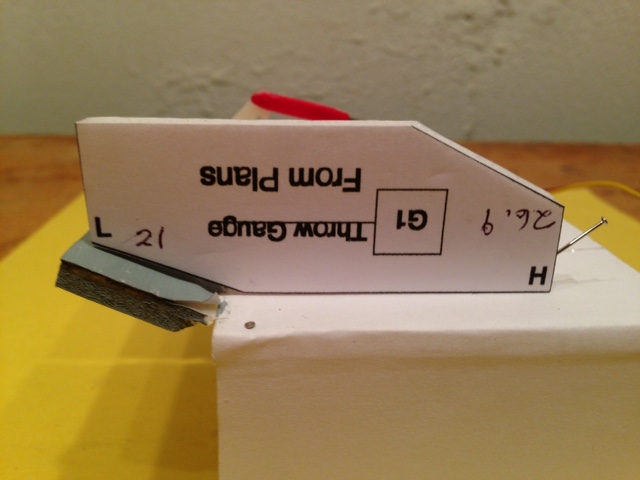 From Plans
Throw Gauge
G1
26.9
L
21
H